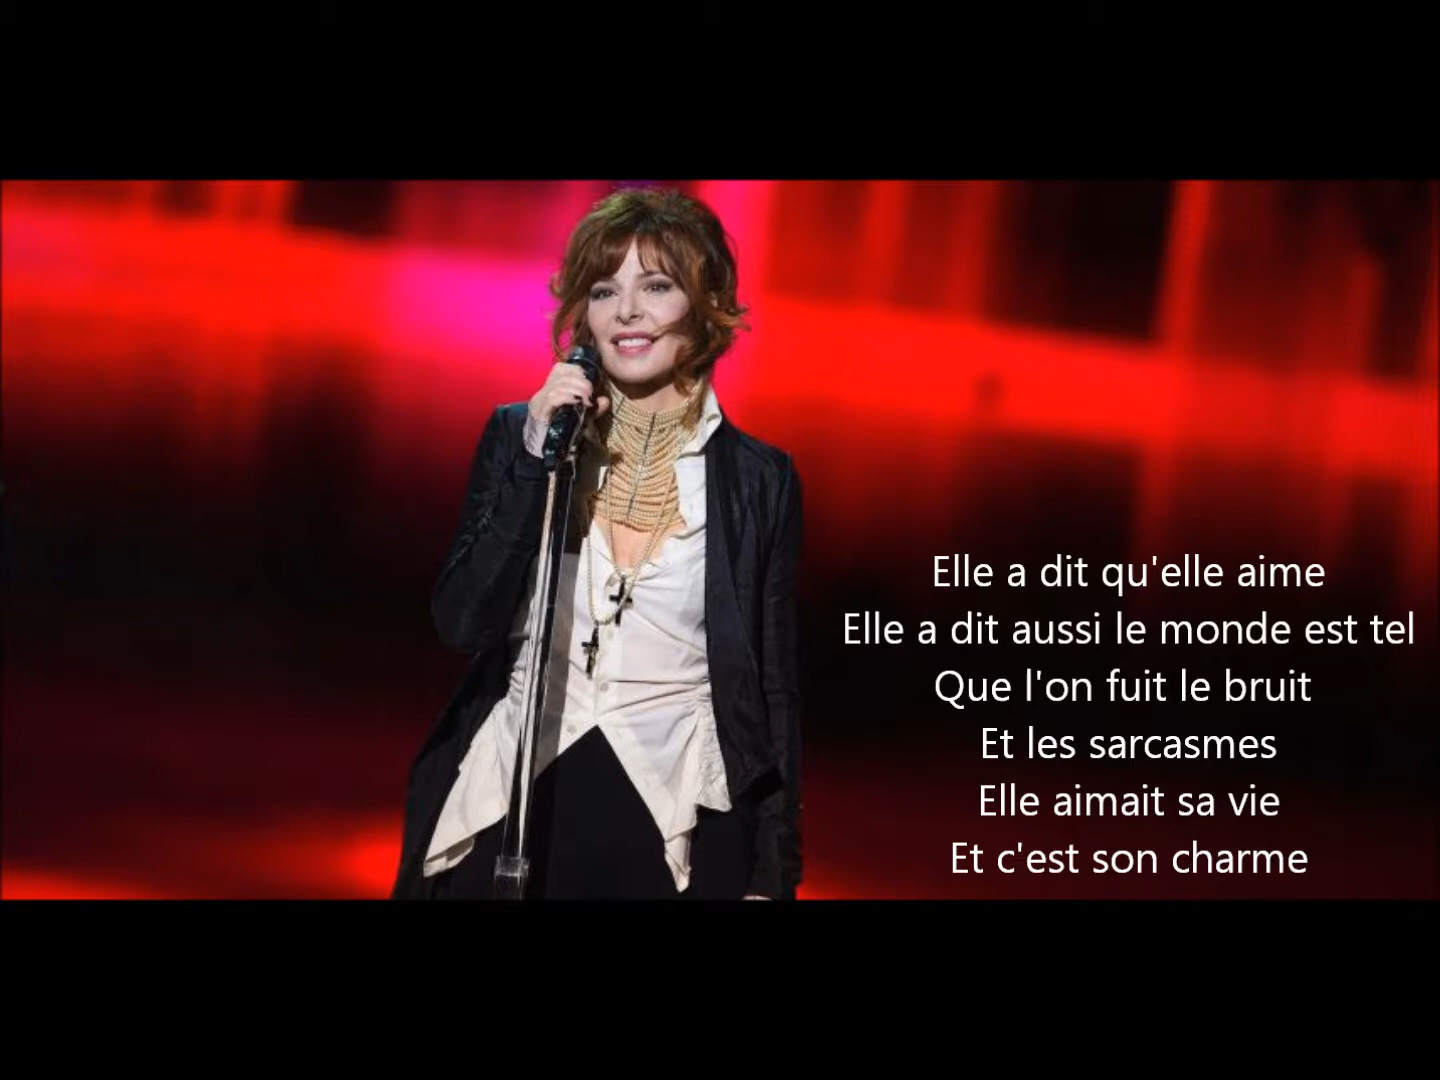 Elle a dit qu'elle aime
Elle a dit aussi le monde est tel
Que l'on fuit le bruit
Et les sarcasmes
Elle aimait sa vie
Et c'est son charme